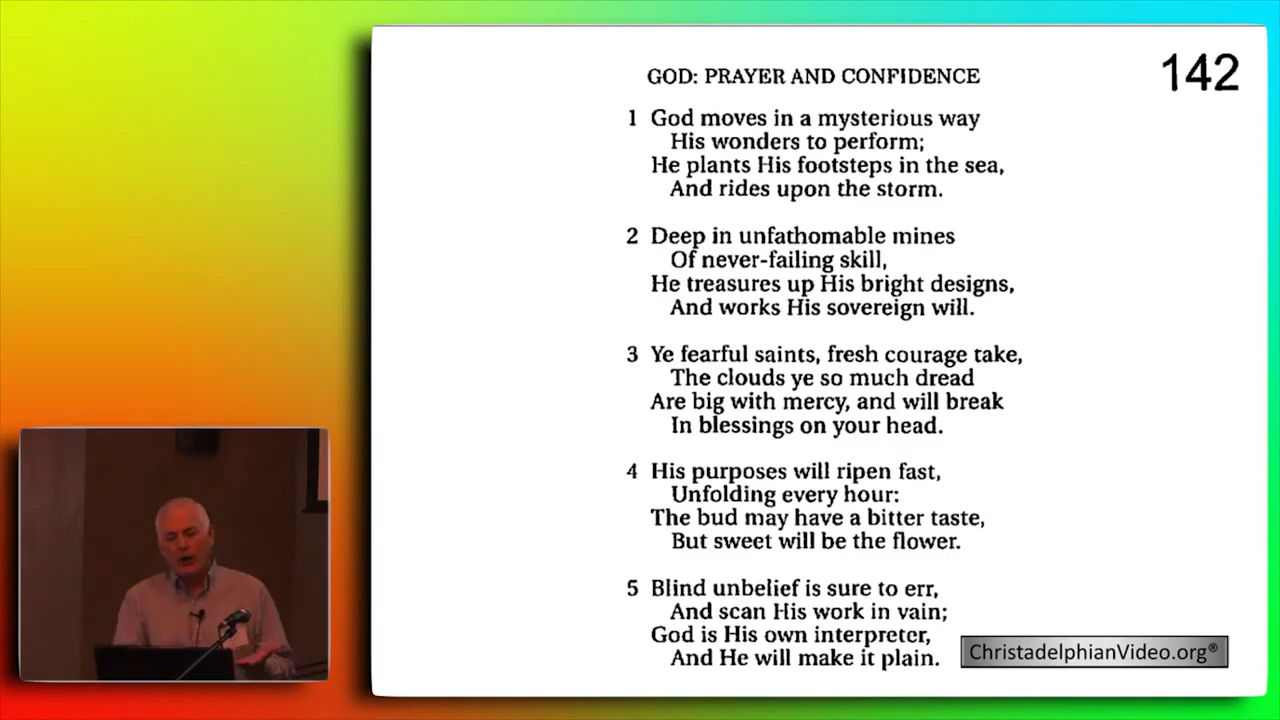 GOD: PRAYER AND CONFIDENCE
142
1 God moves in a mysterious way
His wonders to perform;
He plants His footsteps in the sea,
And rides upon the storm.
2 Deep in unfathomable mines
Of never-failing skill,
He treasures up His bright designs,
And works His sovereign will.
3 Ye fearful saints, fresh courage take,
The clouds ye so much dread
Are big with mercy, and will break
In blessings on your head.
4 His purposes will ripen fast,
Unfolding every hour:
The bud may have a bitter taste,
But sweet will be the flower.
5 Blind unbelief is sure to err,
And scan His work in vain;
God is His own interpreter,
And He will make it plain.
ChristadelphianVideo.org®